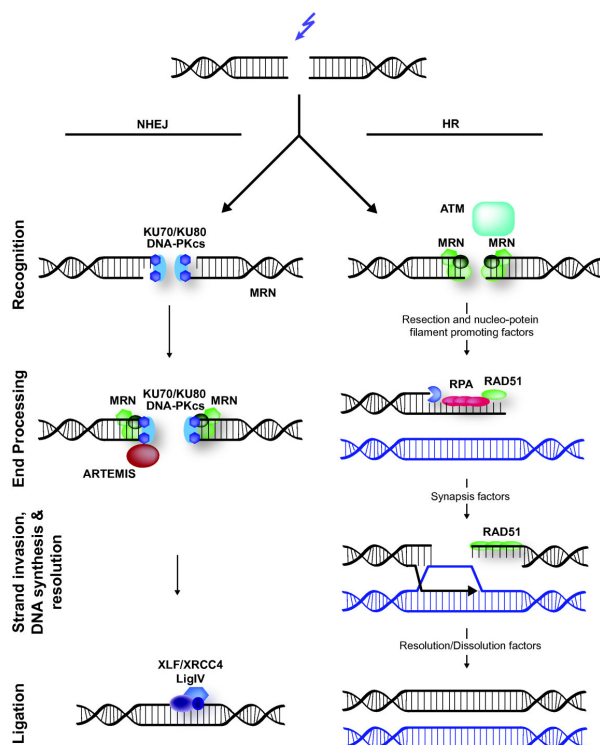 NHEJ
HR
Recognition
KU70/KU80
DNA-PKcs
MRN
ATM
MRN
MRN
Resection and nucleo-potein
filament promoting factors
End Processing
MRN
KU70/KU80
DNA-PKcs
MRN
ARTEMIS
RPA
RAD51
Synapsis factors
Strand invasion,
DNA synthesis &
resolution
RAD51
Resolution/Dissolution factors
Ligation
XLF/XRCC4
LigIV